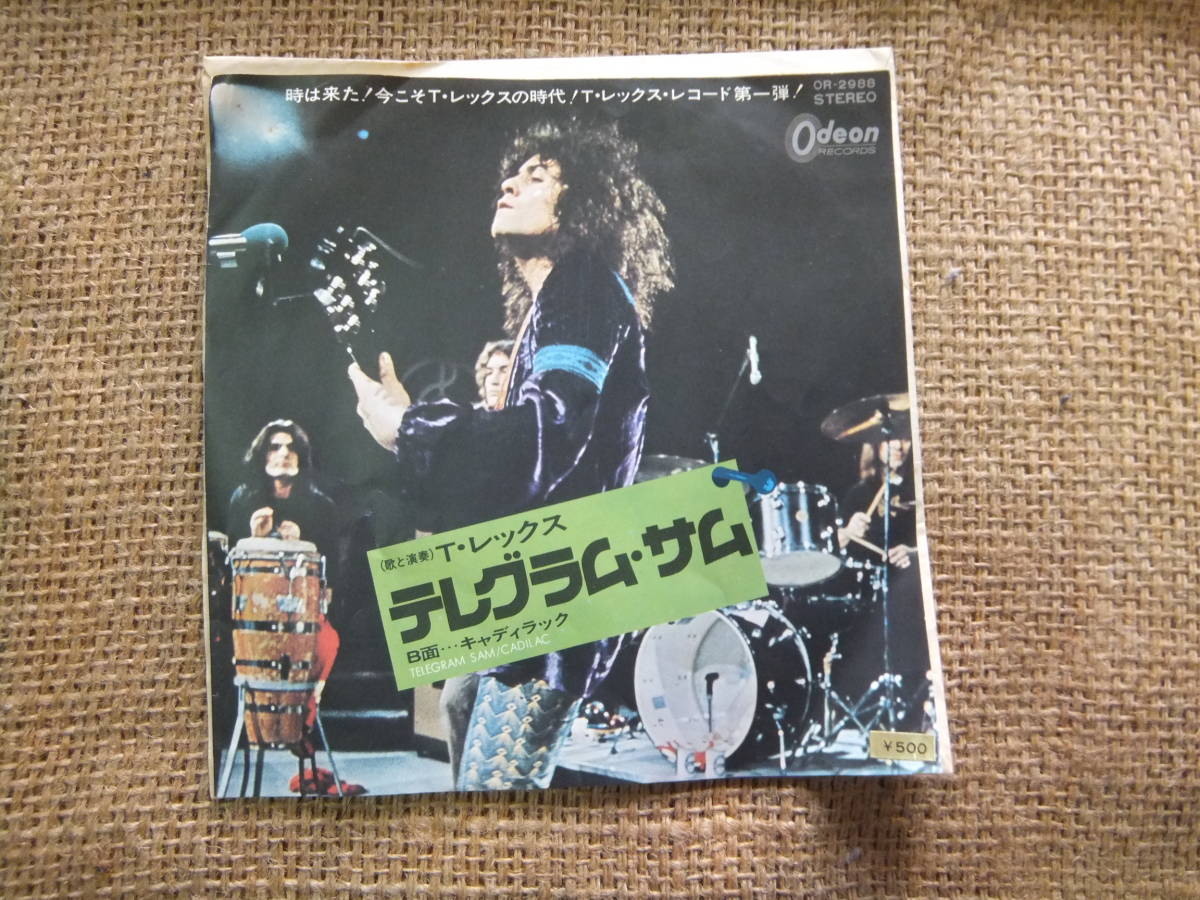 時は来た！今こそT・レックスの時代！T・レックス・レコード第一弾！
OR-2988
STEREO
Odeon
RECORDS
(歌と演奏)T・レックス
テレグラム・サム
B面…キャディラック
TELEGRAM SAM/CADILAC
¥500